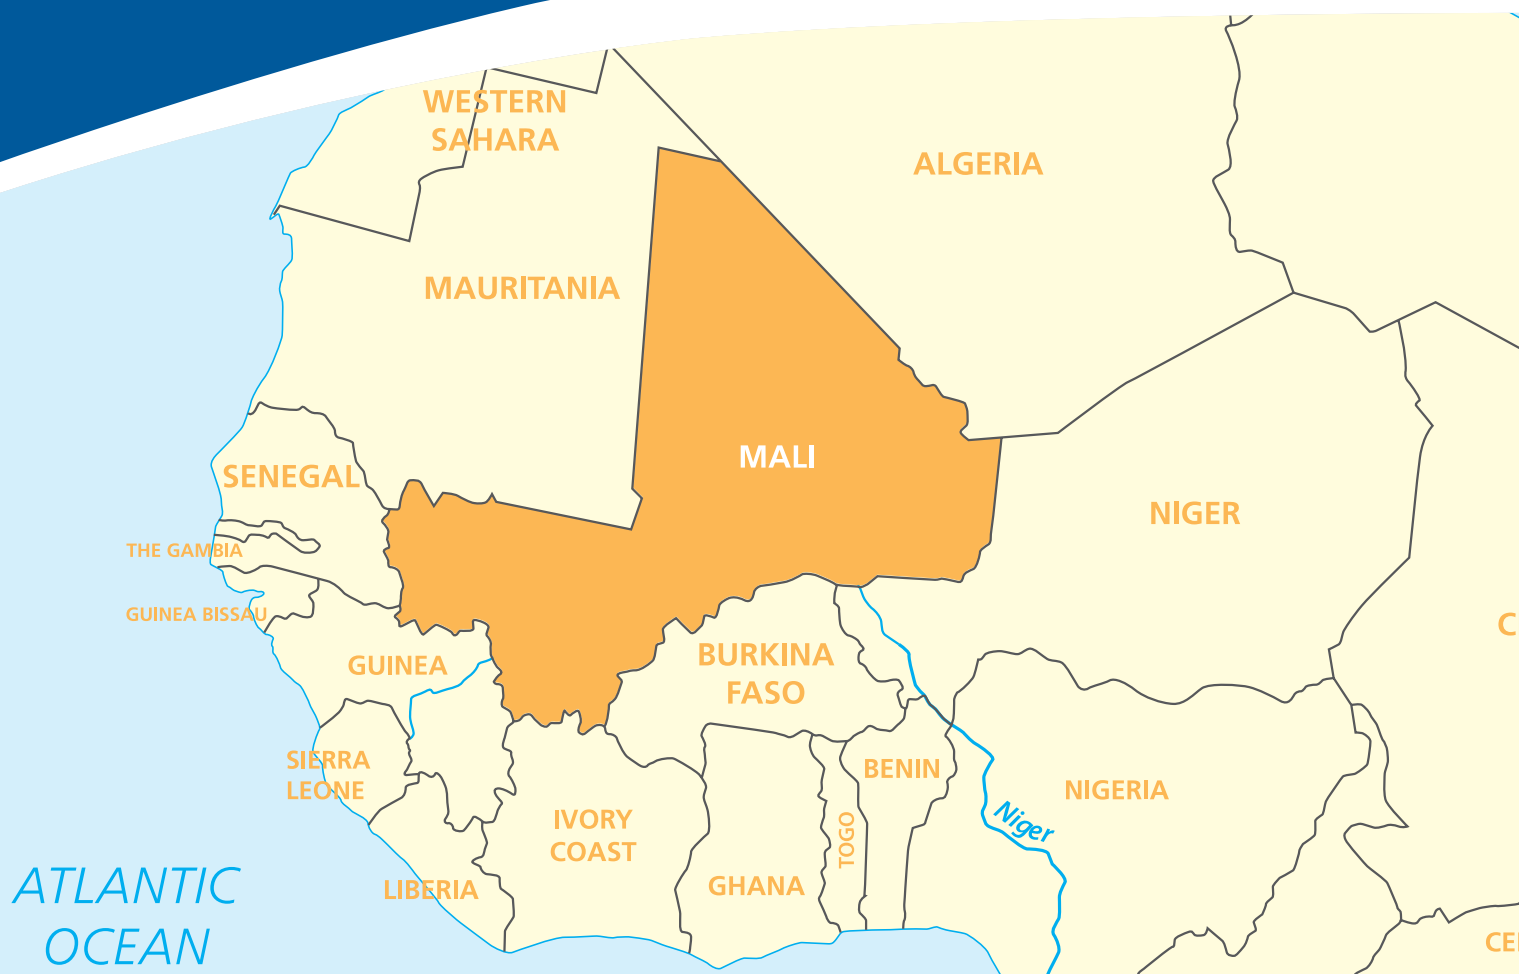 WESTERN
SAHARA
ALGERIA
MAURITANIA
MALI
SENEGAL
NIGER
THE GAMBIA
GUINEA BISSAU
GUINEA
BURKINA
FASO
C
SIERRA
LEONE
BENIN
NIGERIA
IVORY
COAST
TOGO
Niger
LIBERIA
GHANA
ATLANTIC
OCEAN
CE